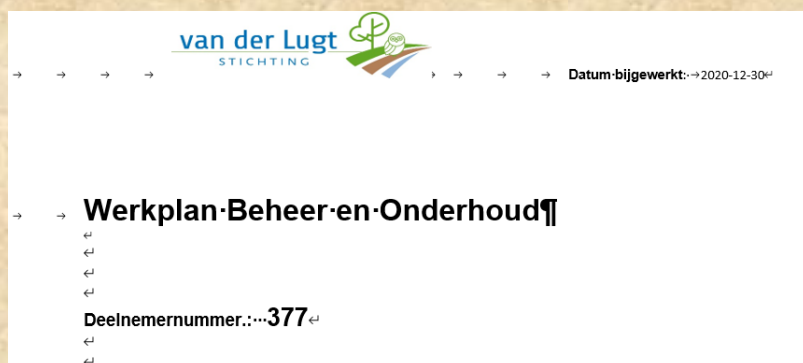 van der Lugt
STICHTING
Datum bijgewerkt: 2020-12-30
Werkplan Beheer en Onderhoud¶
Deelnemernummer.: 377